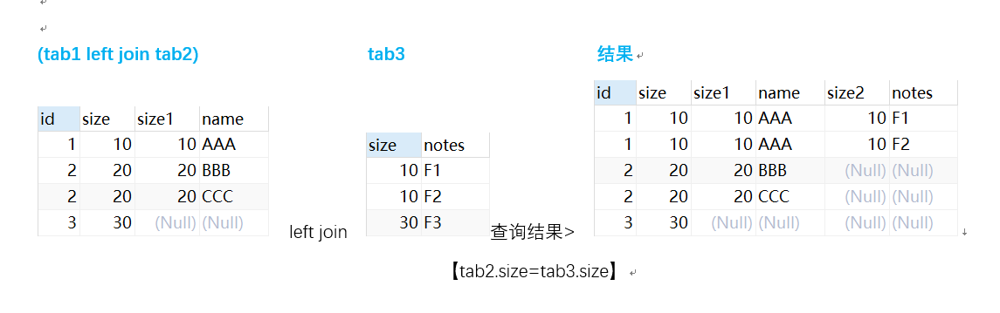 (tab1 left join tab2) tab3 结果
id size size1 name
1 10 10 AAA
2 20 20 BBB
2 20 20 CCC
3 30 (Null) (Null)
left join
size notes
10 F1
10 F2
30 F3
查询结果>
【tab2.size=tab3.size】
id size size1 name size2 notes
1 10 10 AAA 10 F1
1 10 10 AAA 10 F2
2 20 20 BBB (Null) (Null)
2 20 20 CCC (Null) (Null)
3 30 (Null) (Null) (Null) (Null)